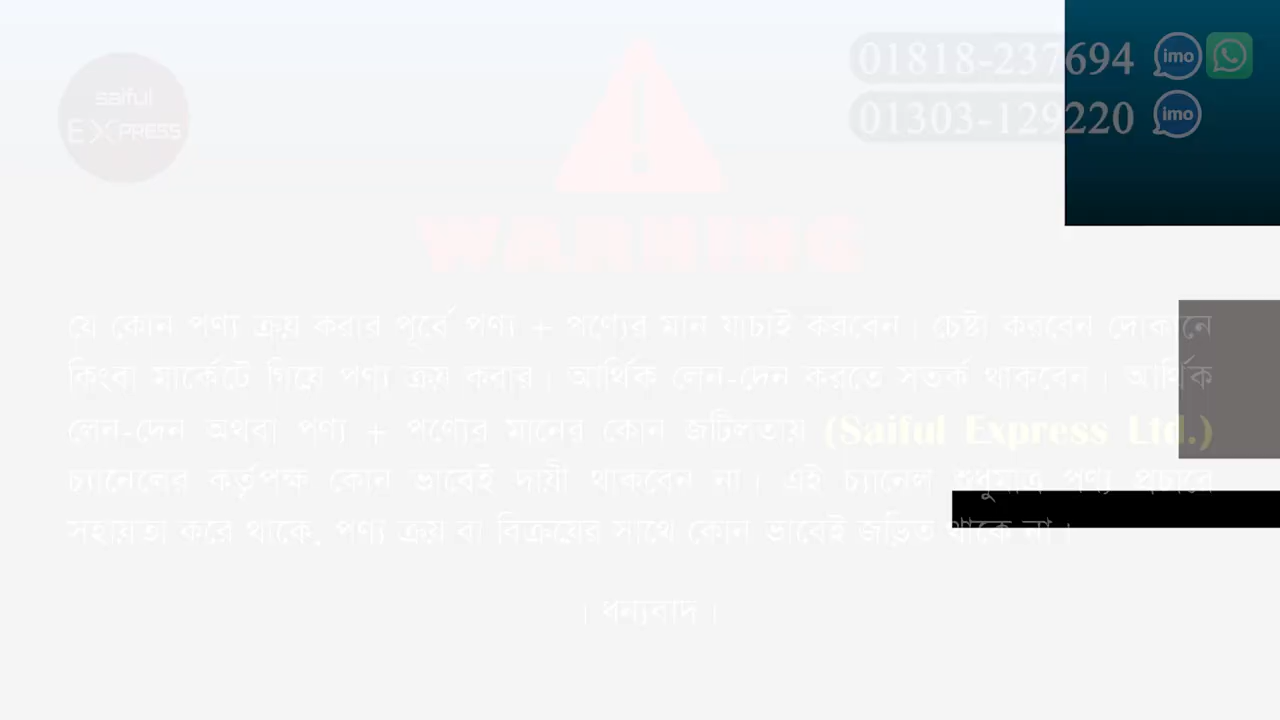 saiful
EXPRESS
01818-237694 imo
01303-129220 imo
WARNING
যে কোন পণ্য ক্রয় করার পূর্বে পণ্য + পণ্যের মান যাচাই করবেন। চেষ্টা করবেন দোকানে
কিংবা মার্কেটে গিয়ে পণ্য ক্রয় করার। আর্থিক লেন-দেন করতে সতর্ক থাকবেন। আর্থিক
লেন-দেন অথবা পণ্য + পণ্যের মানের কোন জটিলতায় (Saiful Express Ltd.)
চ্যানেলের কর্তৃপক্ষ কোন ভাবেই দায়ী থাকবেন না। এই চ্যানেল শুধুমাত্র পণ্য প্রচারে
সহায়তা করে থাকে, পণ্য ক্রয় বা বিক্রয়ের সাথে কোন ভাবেই জড়িত থাকে না।
। ধন্যবাদ।